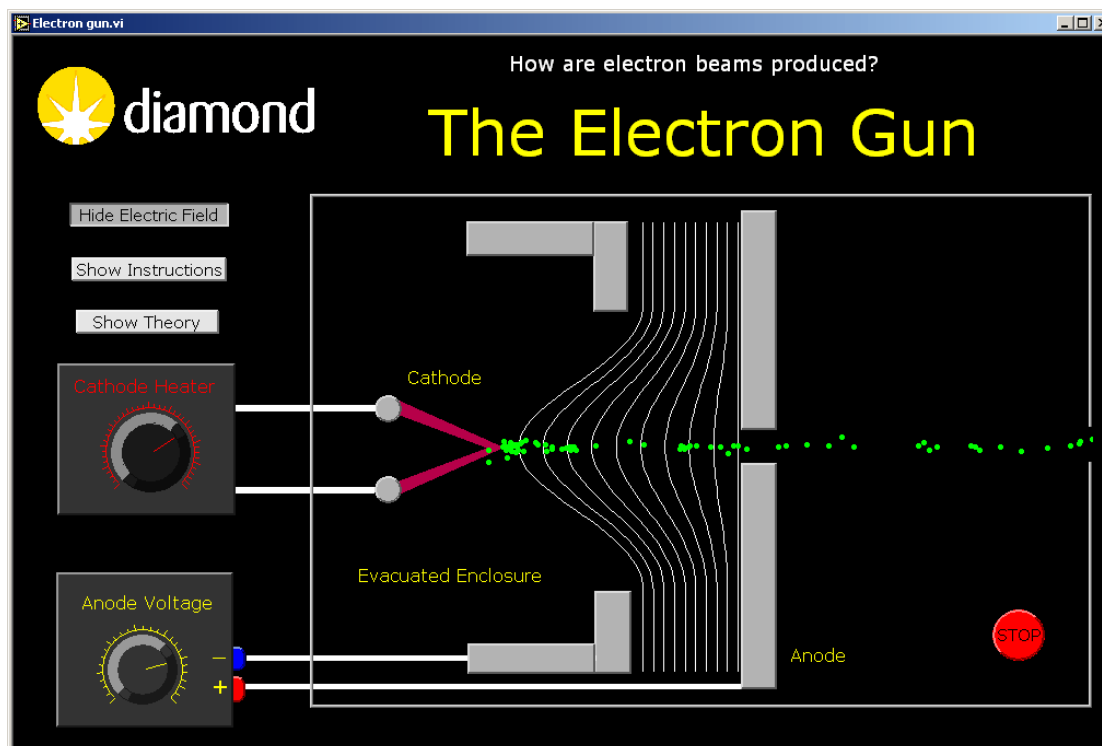 Electron gun.vi
How are electron beams produced?
diamond
The Electron Gun
Hide Electric Field
Show Instructions
Show Theory
Cathode Heater
Cathode
Evacuated Enclosure
Anode Voltage
−
+
Anode
STOP